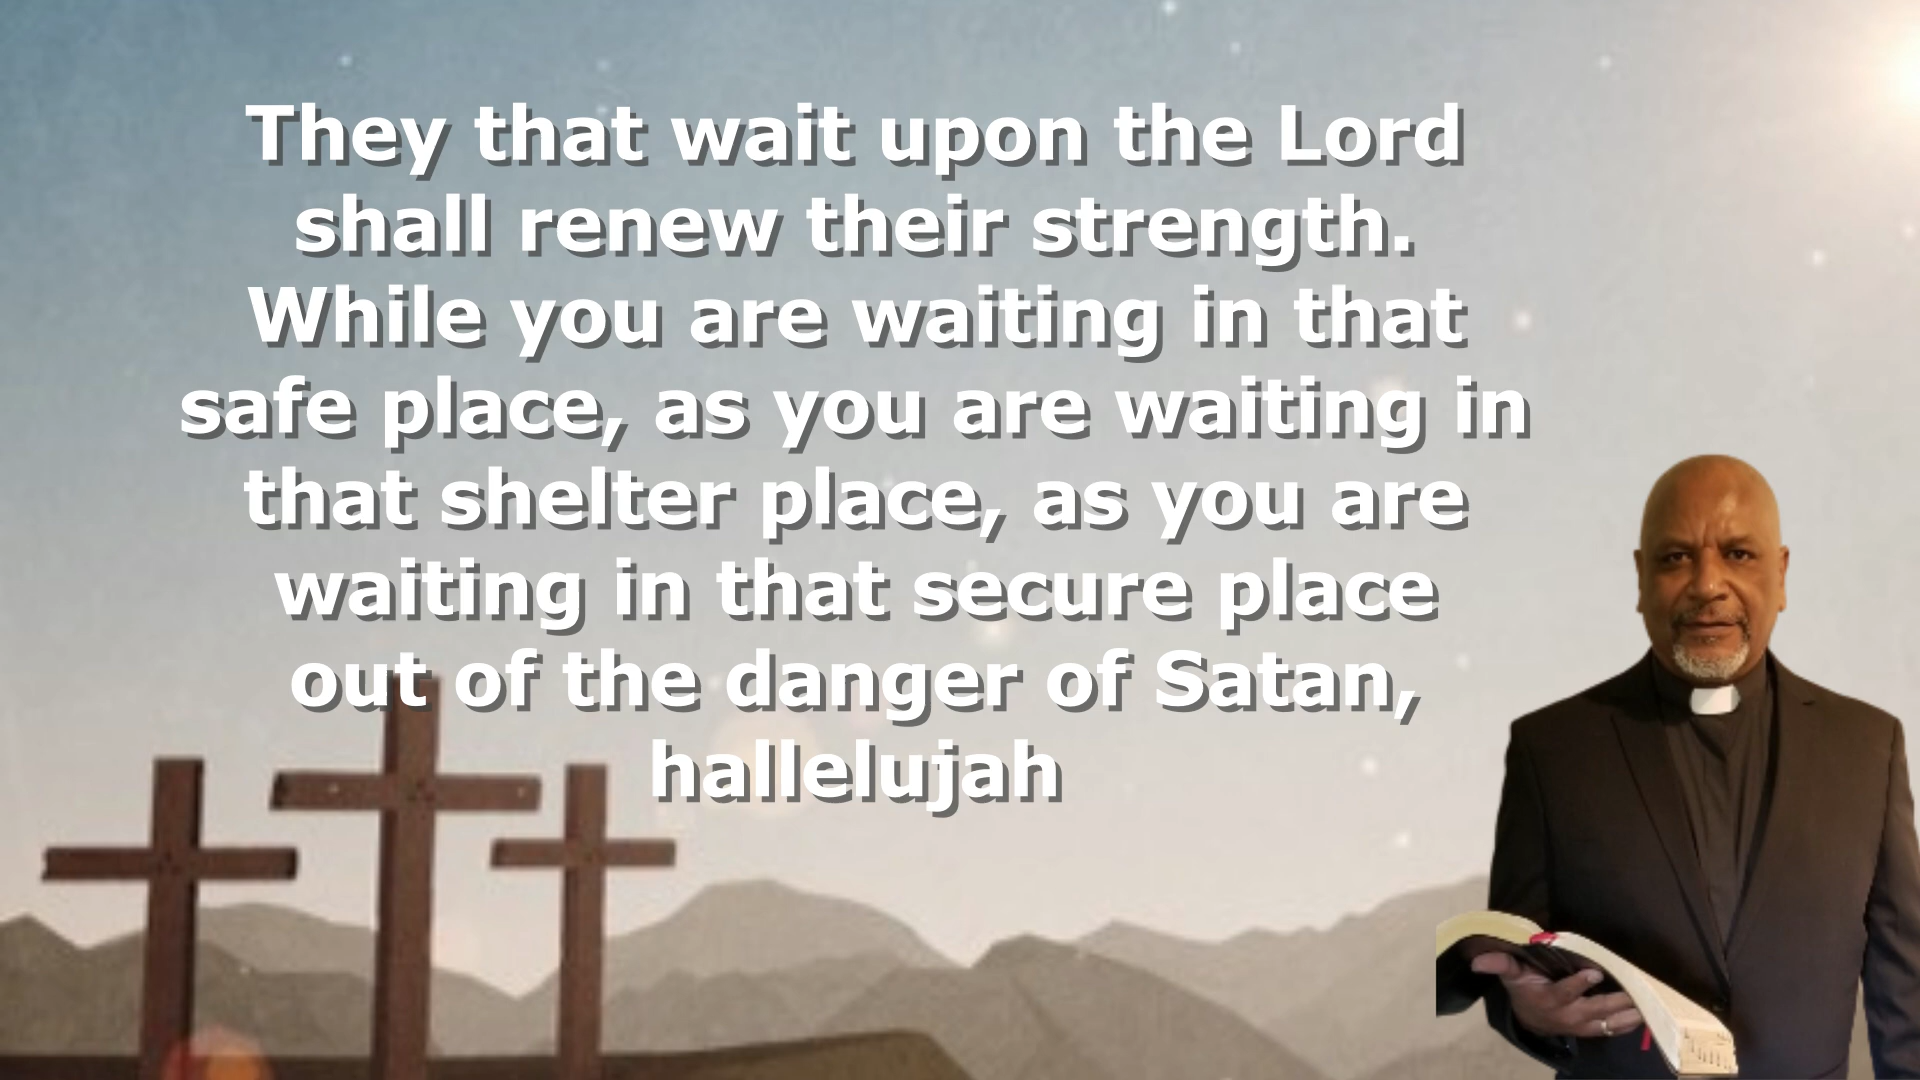 They that wait upon the Lord
shall renew their strength.
While you are waiting in that
safe place, as you are waiting in
that shelter place, as you are
waiting in that secure place
out of the danger of Satan,
hallelujah